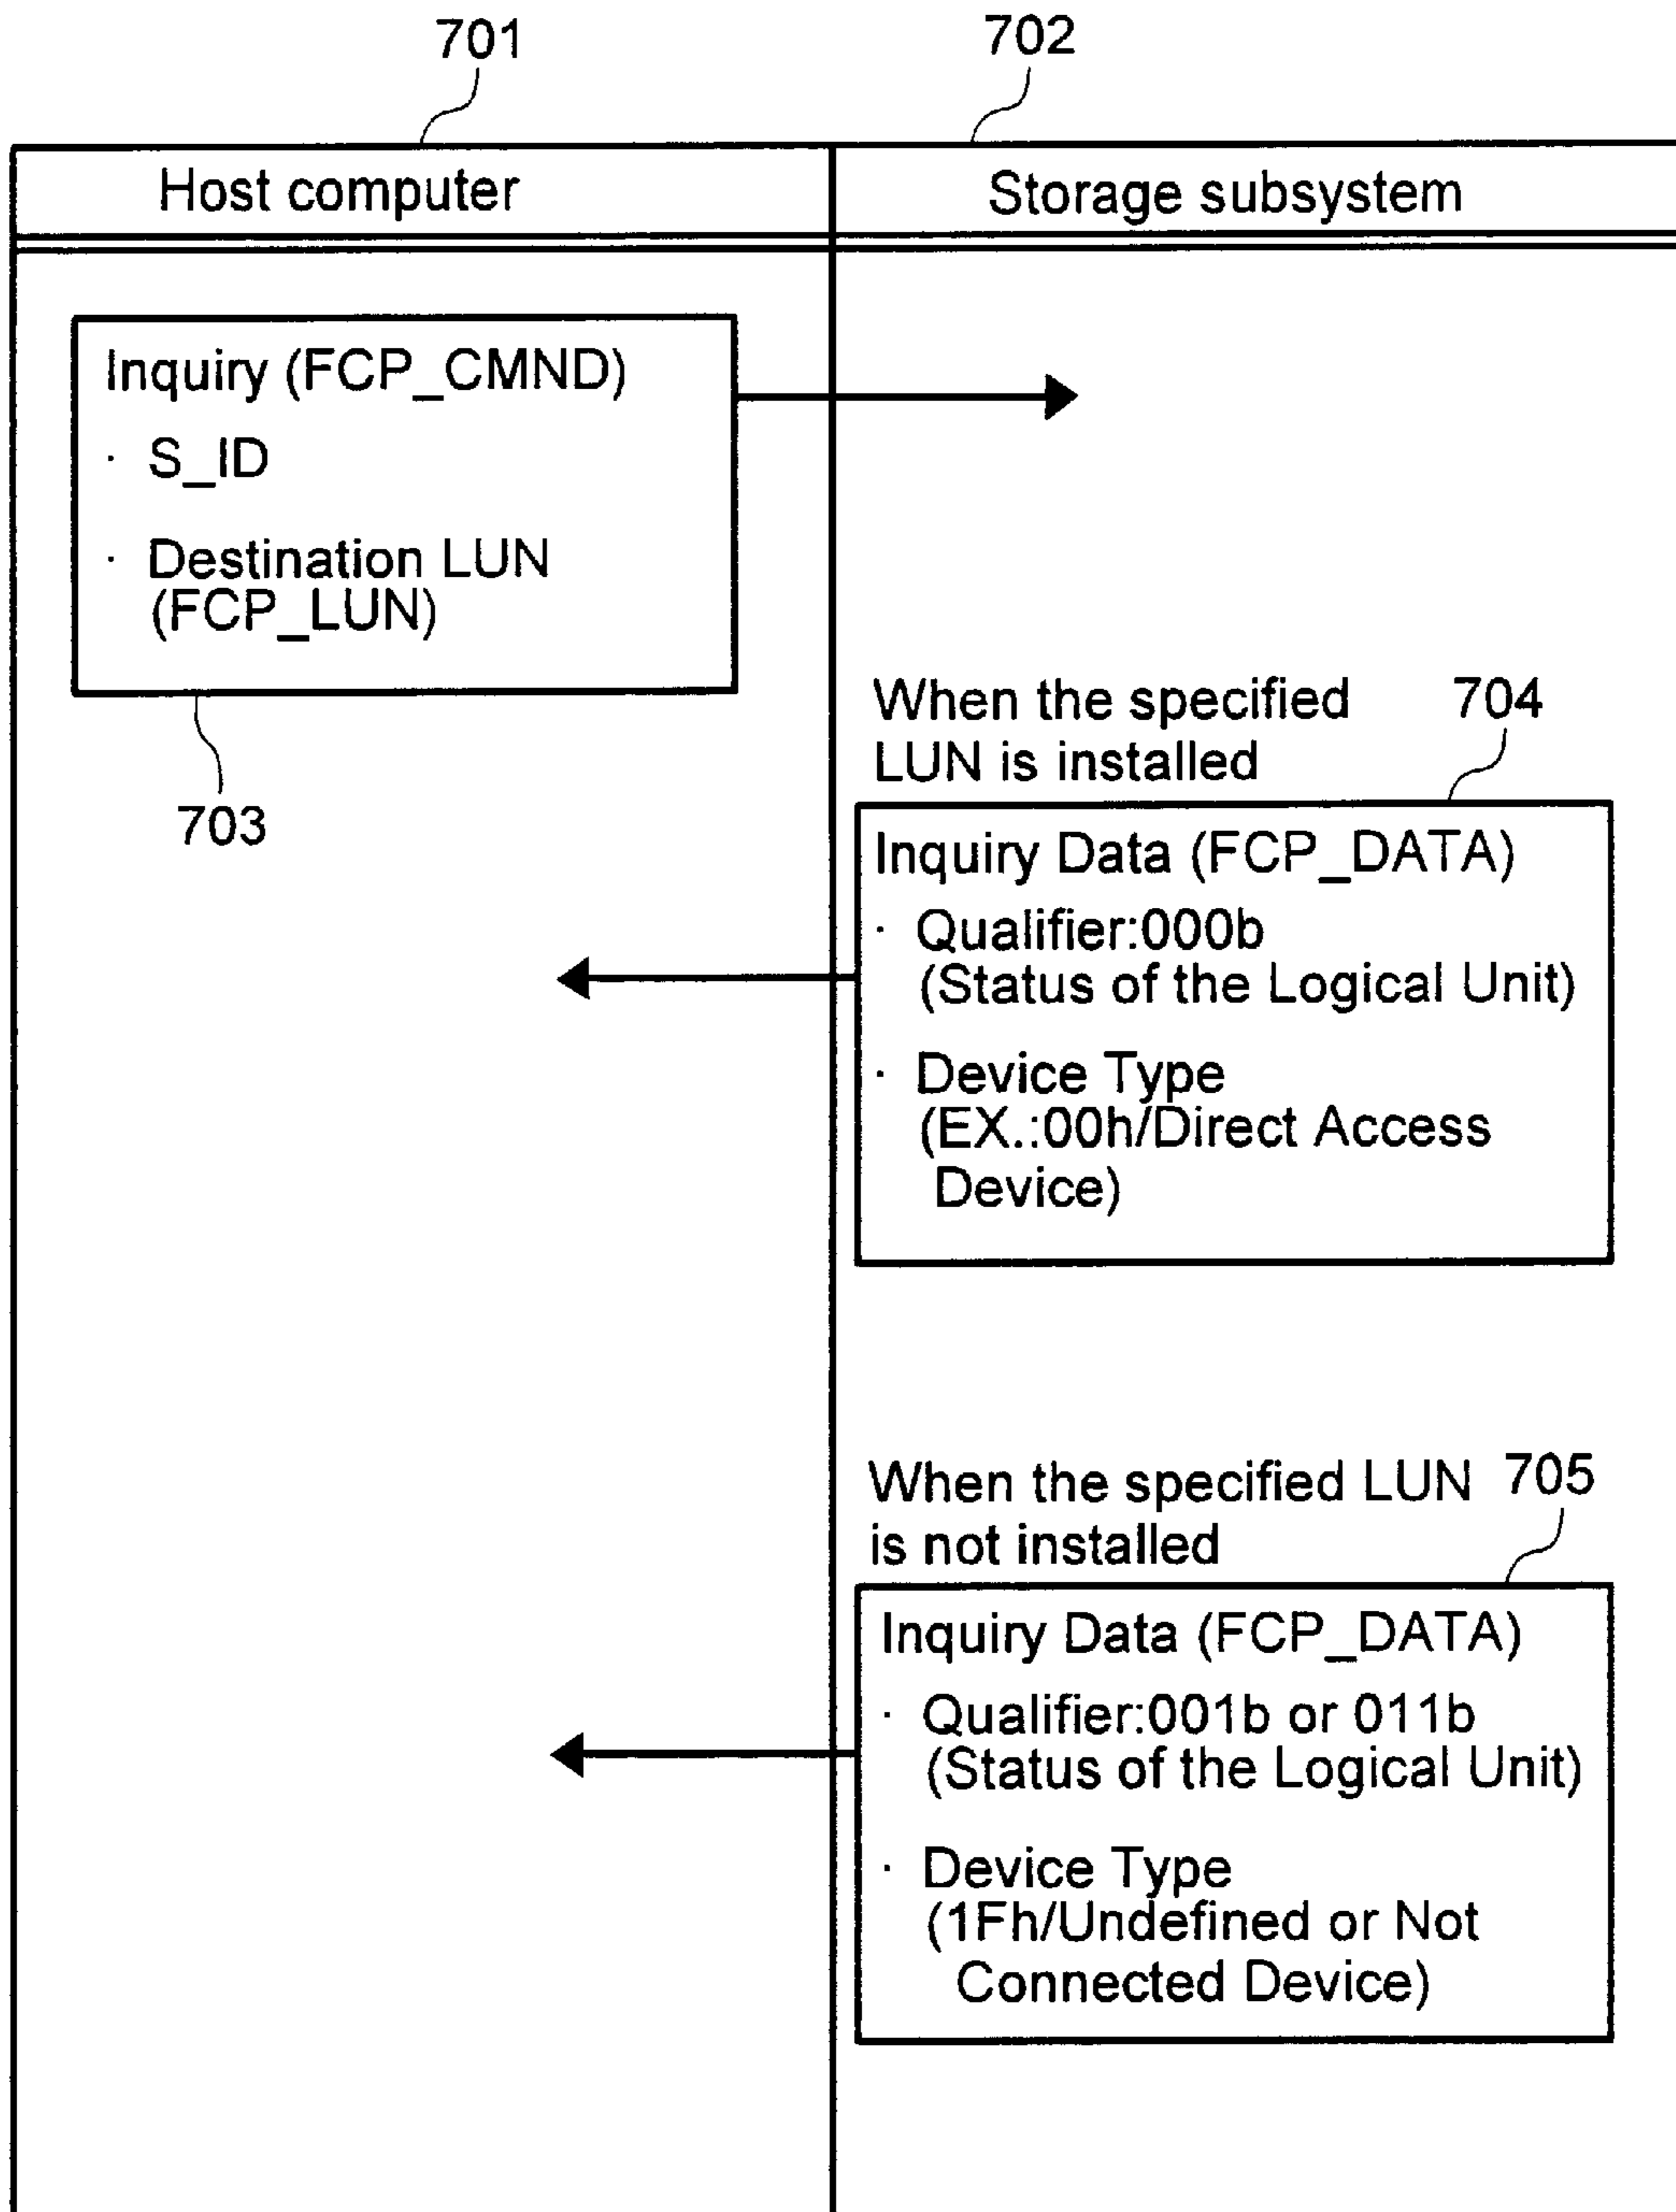 701
702
Host computer
Storage subsystem
Inquiry (FCP_CMND)
· S_ID
· Destination LUN
(FCP_LUN)
703
When the specified
LUN is installed
704
Inquiry Data (FCP_DATA)
· Qualifier:000b
(Status of the Logical Unit)
· Device Type
(EX.:00h/Direct Access
Device)
When the specified LUN
is not installed
705
Inquiry Data (FCP_DATA)
· Qualifier:001b or 011b
(Status of the Logical Unit)
· Device Type
(1Fh/Undefined or Not
Connected Device)